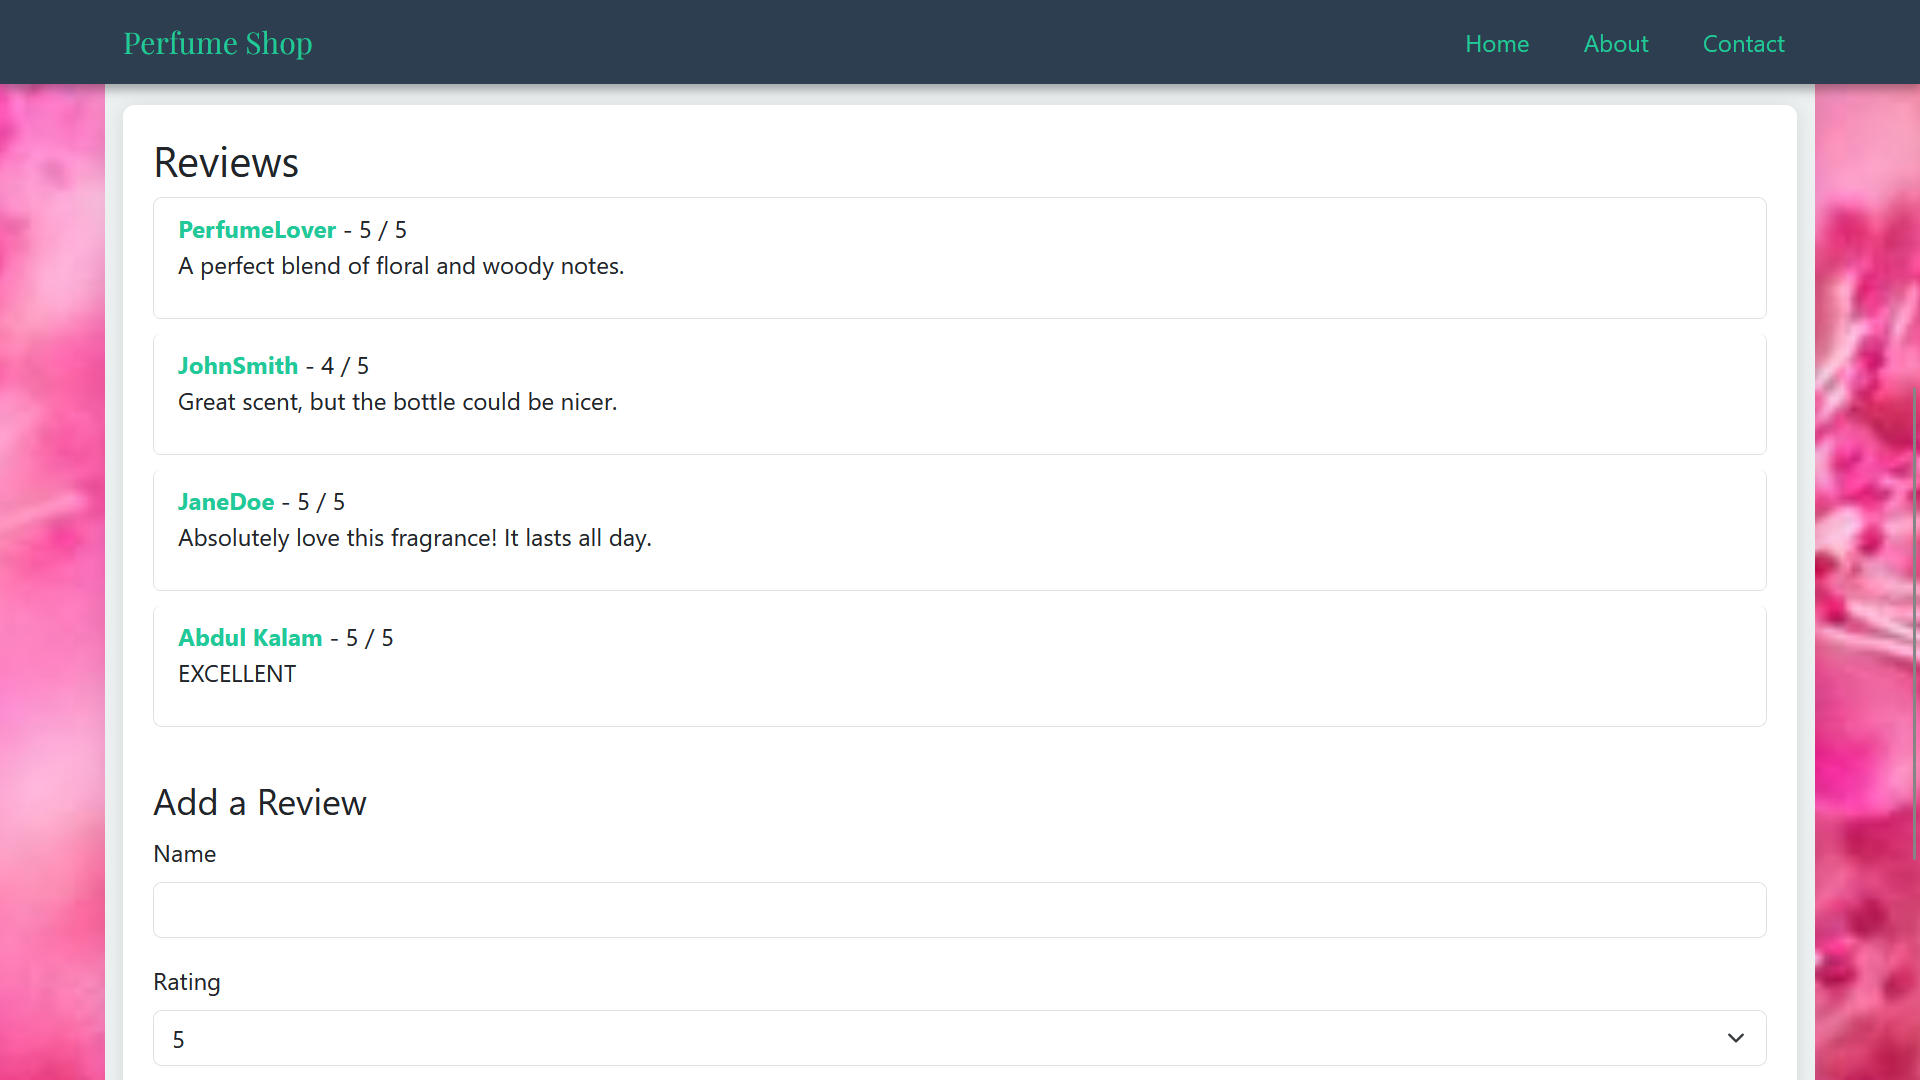 Perfume Shop
Home About Contact
Reviews
PerfumeLover - 5 / 5
A perfect blend of floral and woody notes.
JohnSmith - 4 / 5
Great scent, but the bottle could be nicer.
JaneDoe - 5 / 5
Absolutely love this fragrance! It lasts all day.
Abdul Kalam - 5 / 5
EXCELLENT
Add a Review
Name
Rating
5